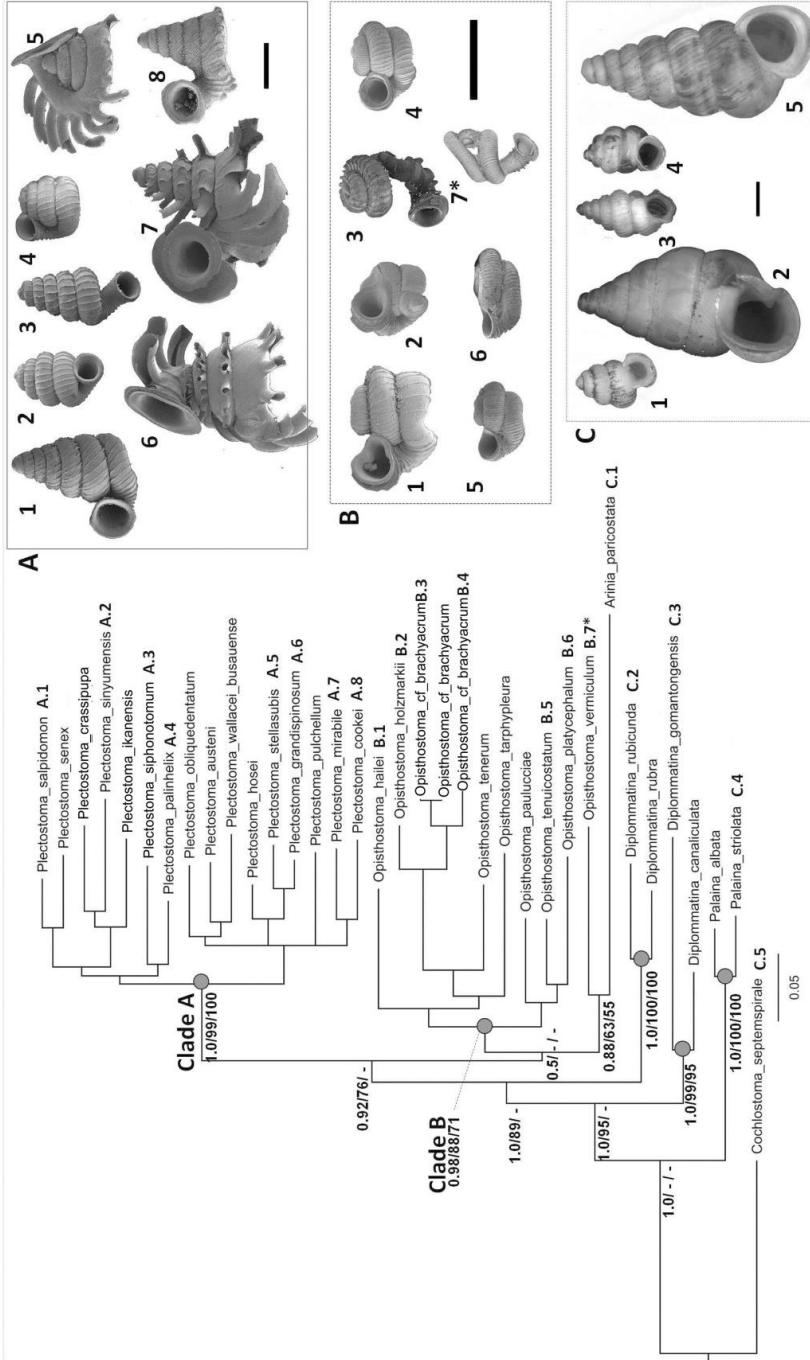 Plectostoma_salpidomon A.1
Plectostoma_senex
Plectostoma_crassipupa
Plectostoma_sinyumensis A.2
Plectostoma_ikanensis
Plectostoma_siphonotomum A.3
Plectostoma_palinhelix A.4
Plectostoma_obliquedentatum
Plectostoma_austeni
Plectostoma_wallacei_busauense
Plectostoma_hosei
Plectostoma_stellasubis A.5
Plectostoma_grandispinosum A.6
Plectostoma_pulchellum
Plectostoma_mirabile A.7
Plectostoma_cookei A.8
Opisthostoma_hailei B.1
Opisthostoma_holzmarkii B.2
Opisthostoma_cf_brachyacrum B.3
Opisthostoma_cf_brachyacrum
Opisthostoma_cf_brachyacrum B.4
Opisthostoma_tenerum
Opisthostoma_tarphypleura
Opisthostoma_paulucciae
Opisthostoma_tenuicostatum B.5
Opisthostoma_platycephalum B.6
Opisthostoma_vermiculum B.7*
Arinia_paricostata C.1
Diplommatina_rubicunda C.2
Diplommatina_rubra
Diplommatina_gomantongensis C.3
Diplommatina_canaliculata
Palaina_albata C.4
Palaina_striolata
Cochlostoma_septemspirale C.5
Clade A
1.0/99/100
0.92/76/ -
Clade B
0.98/88/71
0.5/ - / -
0.88/63/55
1.0/89/ -
1.0/100/100
1.0/95/ -
1.0/99/95
1.0/ - / -
1.0/100/100
0.05
A
1
2
3
4
5
6
7
8
B
1
2
3
4
5
6
7*
C
1
2
3
4
5